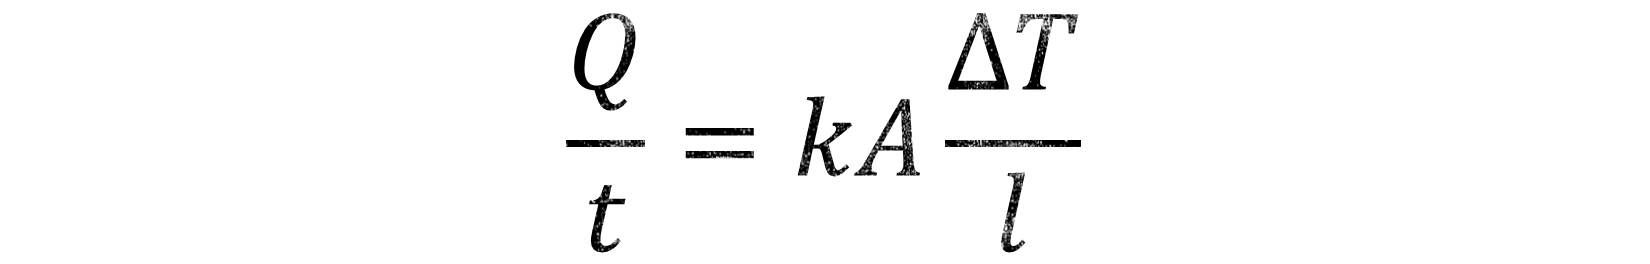 Q/t = kA ΔT/l